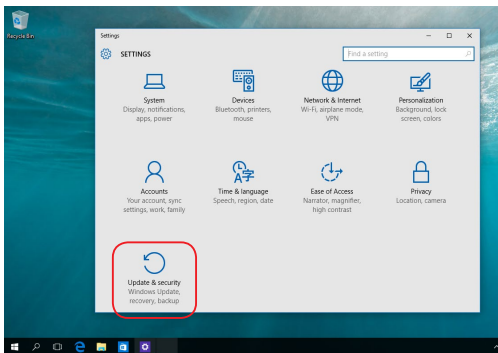 Recycle Bin
Settings
SETTINGS
Find a setting
System
Display, notifications,
apps, power
Devices
Bluetooth, printers,
mouse
Network & Internet
Wi-Fi, airplane mode,
VPN
Personalization
Background, lock
screen, colors
Accounts
Your account, sync
settings, work, family
Time & language
Speech, region, date
Ease of Access
Narrator, magnifier,
high contrast
Privacy
Location, camera
Update & security
Windows Update,
recovery, backup